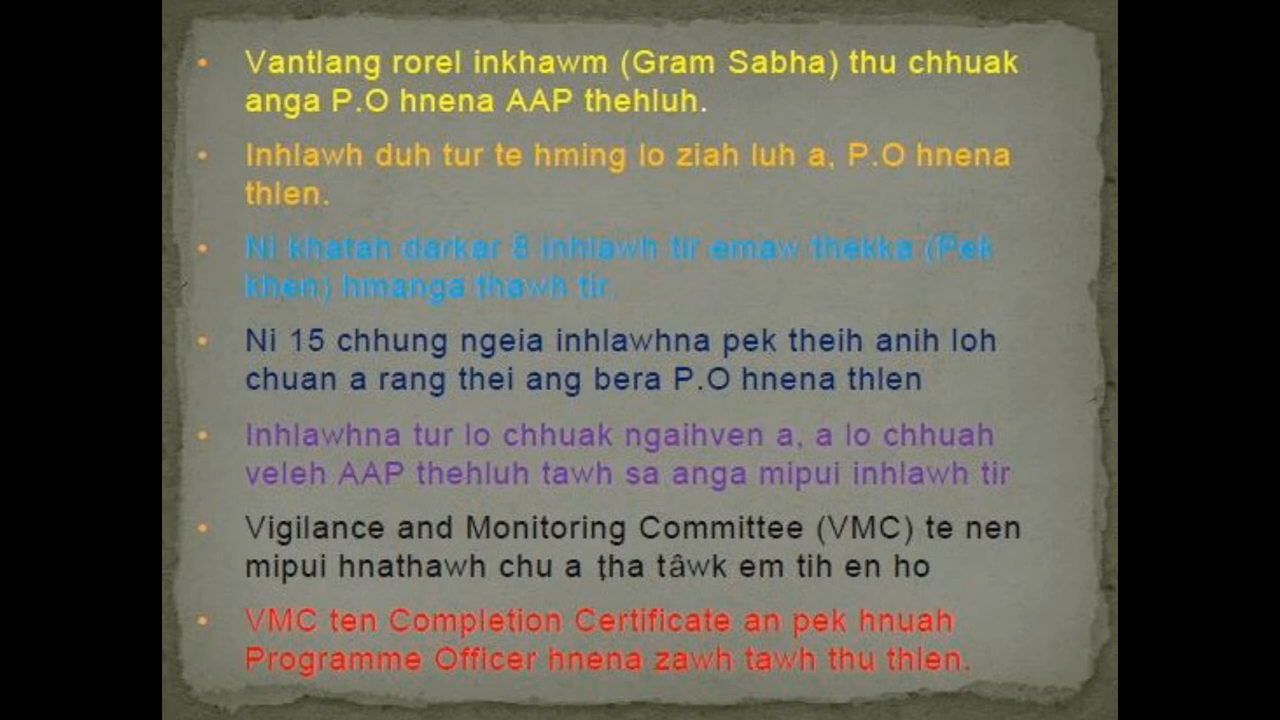 • Vantlang rorel inkhawm (Gram Sabha) thu chhuak
anga P.O hnena AAP thehluh.
• Inhlawh duh tur te hming lo ziah luh a, P.O hnena
thlen.
• Ni khatah darkar 8 inhlawh tir emaw thekka (Pek
khen) hmanga thawh tir.
• Ni 15 chhung ngeia inhlawhna pek theih anih loh
chuan a rang thei ang bera P.O hnena thlen
• Inhlawhna tur lo chhuak ngaihven a, a lo chhuah
veleh AAP thehluh tawh sa anga mipui inhlawh tir
• Vigilance and Monitoring Committee (VMC) te nen
mipui hnathawh chu a ţha tâwk em tih en ho
• VMC ten Completion Certificate an pek hnuah
Programme Officer hnena zawh tawh thu thlen.